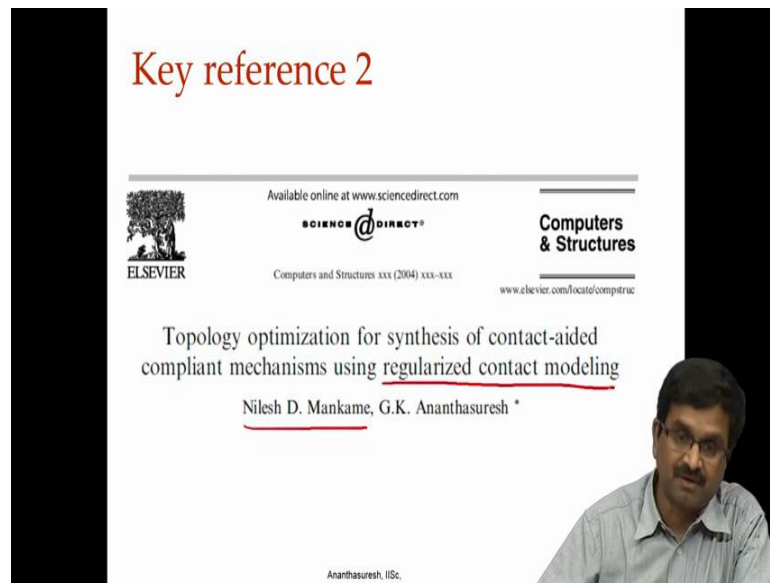 Key reference 2
Available online at www.sciencedirect.com
SCIENCE @ DIRECT®
ELSEVIER
Computers and Structures xxx (2004) xxx–xxx
Computers
& Structures
www.elsevier.com/locate/compstruc
Topology optimization for synthesis of contact-aided
compliant mechanisms using regularized contact modeling
Nilesh D. Mankame, G.K. Ananthasuresh *
Ananthasuresh, IISc,